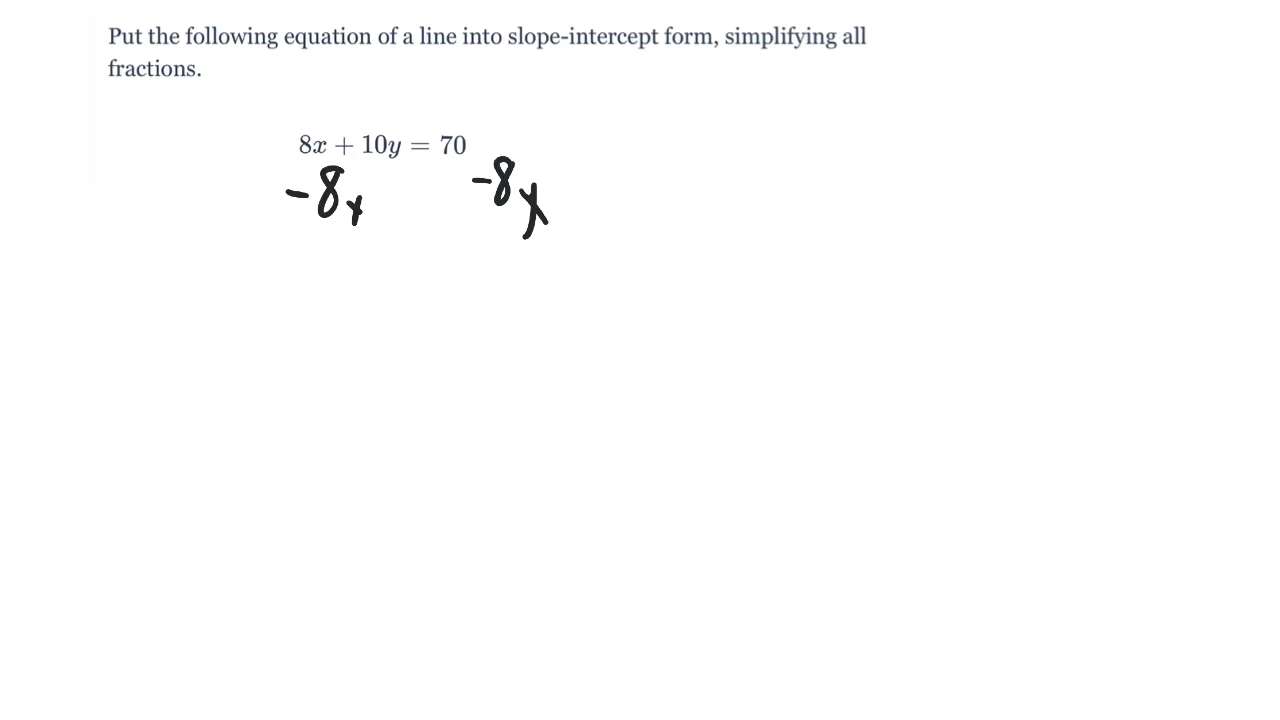 Put the following equation of a line into slope-intercept form, simplifying all
fractions.
8x + 10y = 70
-8x -8x